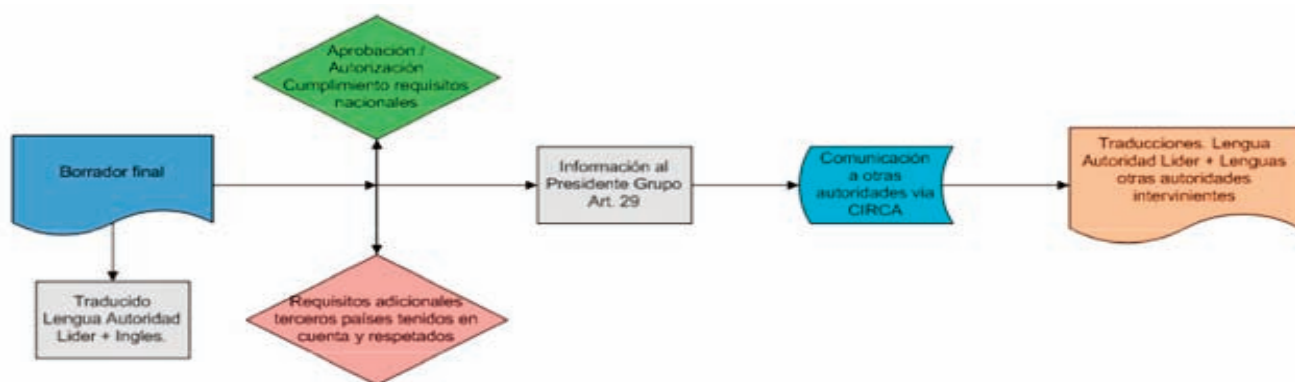 Aprobación /
Autorización
Cumplimiento requisitos
nacionales
Borrador final
Información al
Presidente Grupo
Art. 29
Comunicación
a otras
autoridades via
CIRCA
Traducciones. Lengua
Autoridad Lider + Lenguas
otras autoridades
intervinientes
Traducido
Lengua Autoridad
Lider + Ingles.
Requisitos adicionales
terceros países tenidos en
cuenta y respetados